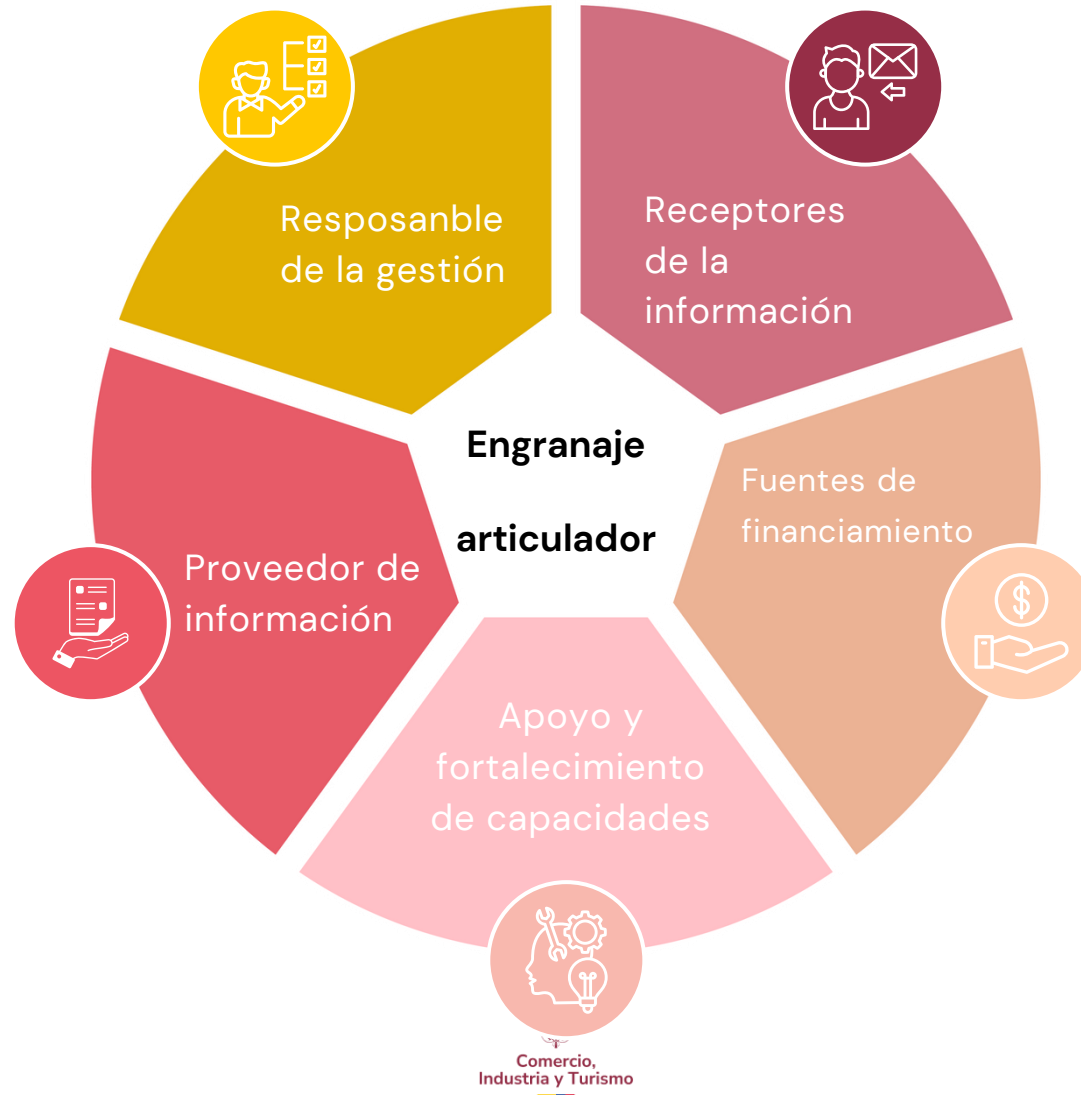 Resposanble
de la gestión
Receptores
de la
información
Engranaje
articulador
Fuentes de
financiamiento
Proveedor de
información
Apoyo y
fortalecimiento
de capacidades
Comercio,
Industria y Turismo